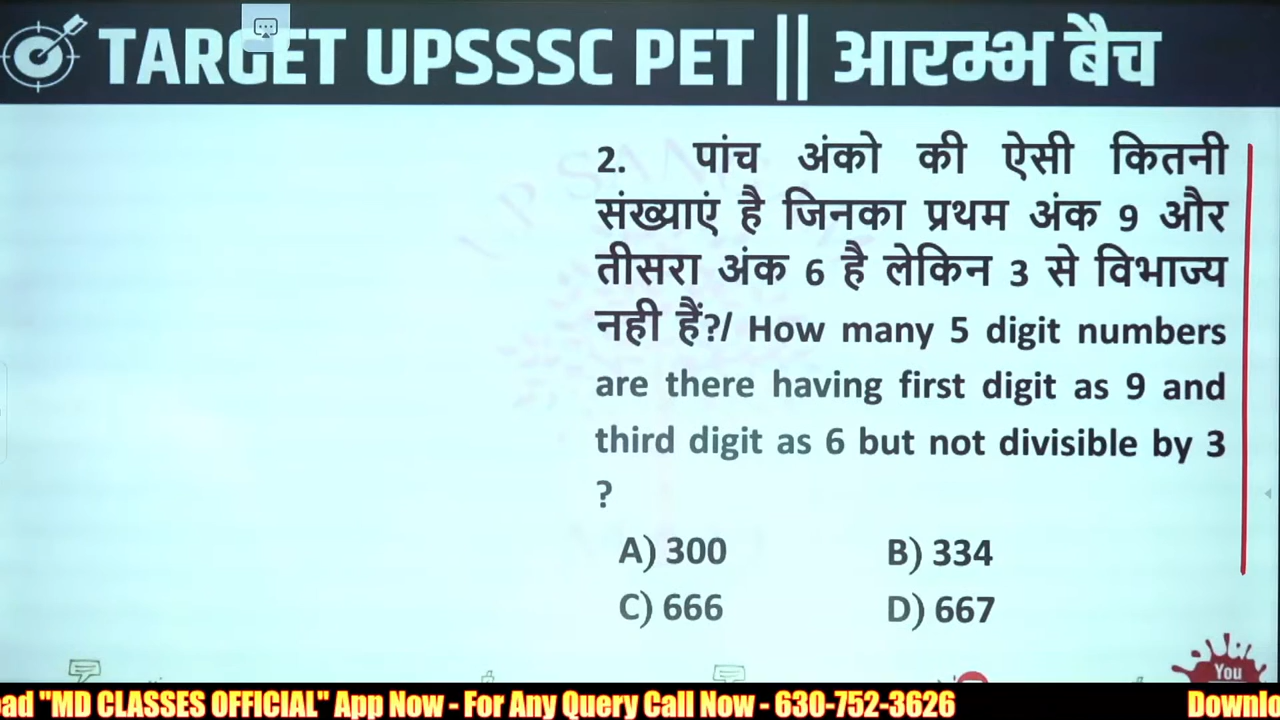 TARGET UPSSSC PET || आरम्भ बैच
2. पांच अंको की ऐसी कितनी
संख्याएं है जिनका प्रथम अंक 9 और
तीसरा अंक 6 है लेकिन 3 से विभाज्य
नही हैं?/ How many 5 digit numbers
are there having first digit as 9 and
third digit as 6 but not divisible by 3
?
A) 300 B) 334
C) 666 D) 667
You
ad "MD CLASSES OFFICIAL" App Now - For Any Query Call Now - 630-752-3626 Downlo